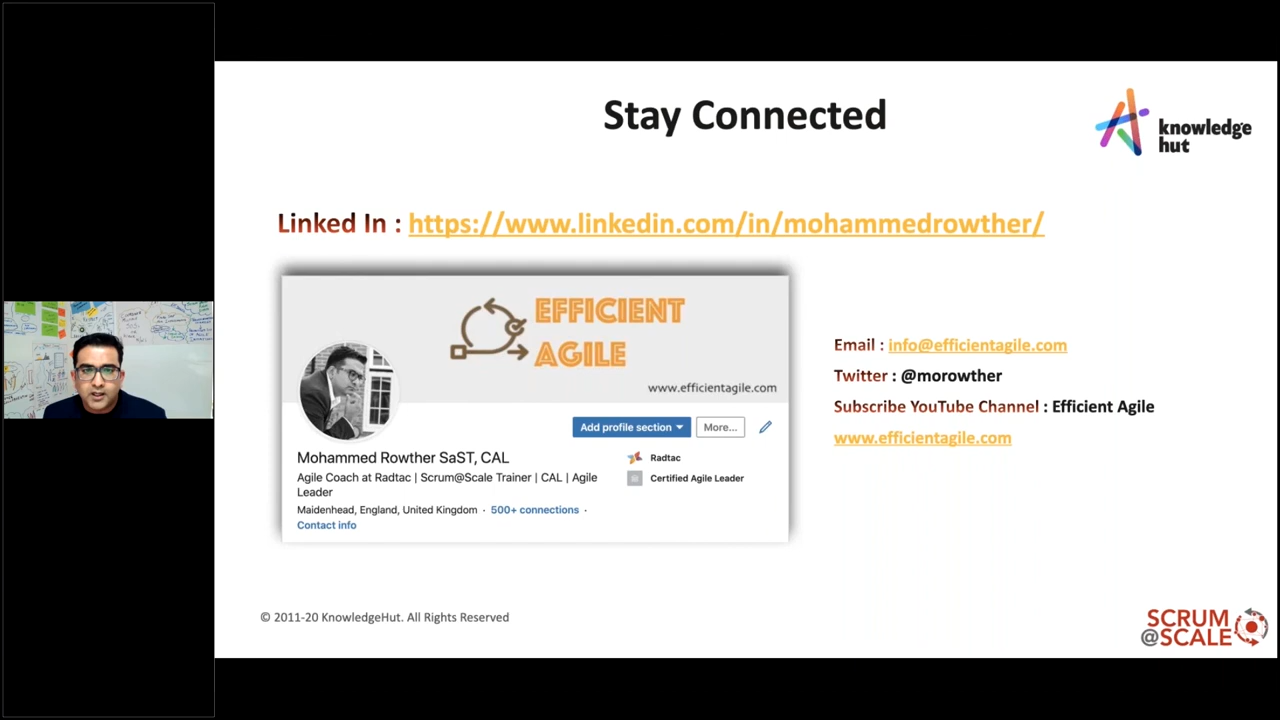 Stay Connected
knowledge
hut
Linked In : https://www.linkedin.com/in/mohammedrowther/
EFFICIENT
AGILE
www.efficientagile.com
Add profile section
More...
Mohammed Rowther SaST, CAL
Agile Coach at Radtac | Scrum@Scale Trainer | CAL | Agile
Leader
Maidenhead, England, United Kingdom · 500+ connections ·
Contact info
Radtac
Certified Agile Leader
Email : info@efficientagile.com
Twitter : @morowther
Subscribe YouTube Channel : Efficient Agile
www.efficientagile.com
© 2011-20 KnowledgeHut. All Rights Reserved
SCRUM
@SCALE